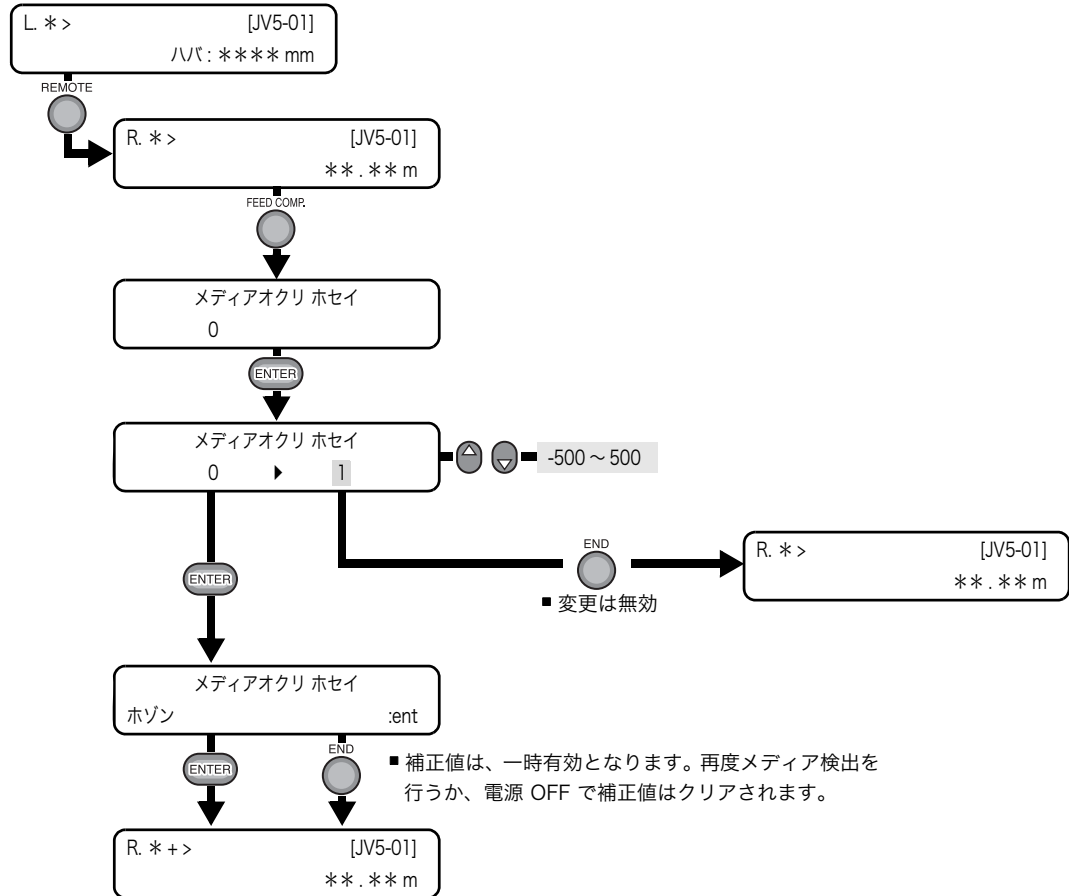 L. ＊ > [JV5-01]
ハバ : ＊＊＊＊ mm
REMOTE
R. ＊ > [JV5-01]
＊＊ . ＊＊ m
FEED COMP.
メディアオクリ ホセイ
0
ENTER
メディアオクリ ホセイ
0 ▶ 1
-500 ～ 500
END
■ 変更は無効
R. ＊ > [JV5-01]
＊＊ . ＊＊ m
ENTER
メディアオクリ ホセイ
ホゾン :ent
ENTER
END
■ 補正値は、一時有効となります。再度メディア検出を
行うか、電源 OFF で補正値はクリアされます。
R. ＊ + > [JV5-01]
＊＊ . ＊＊ m